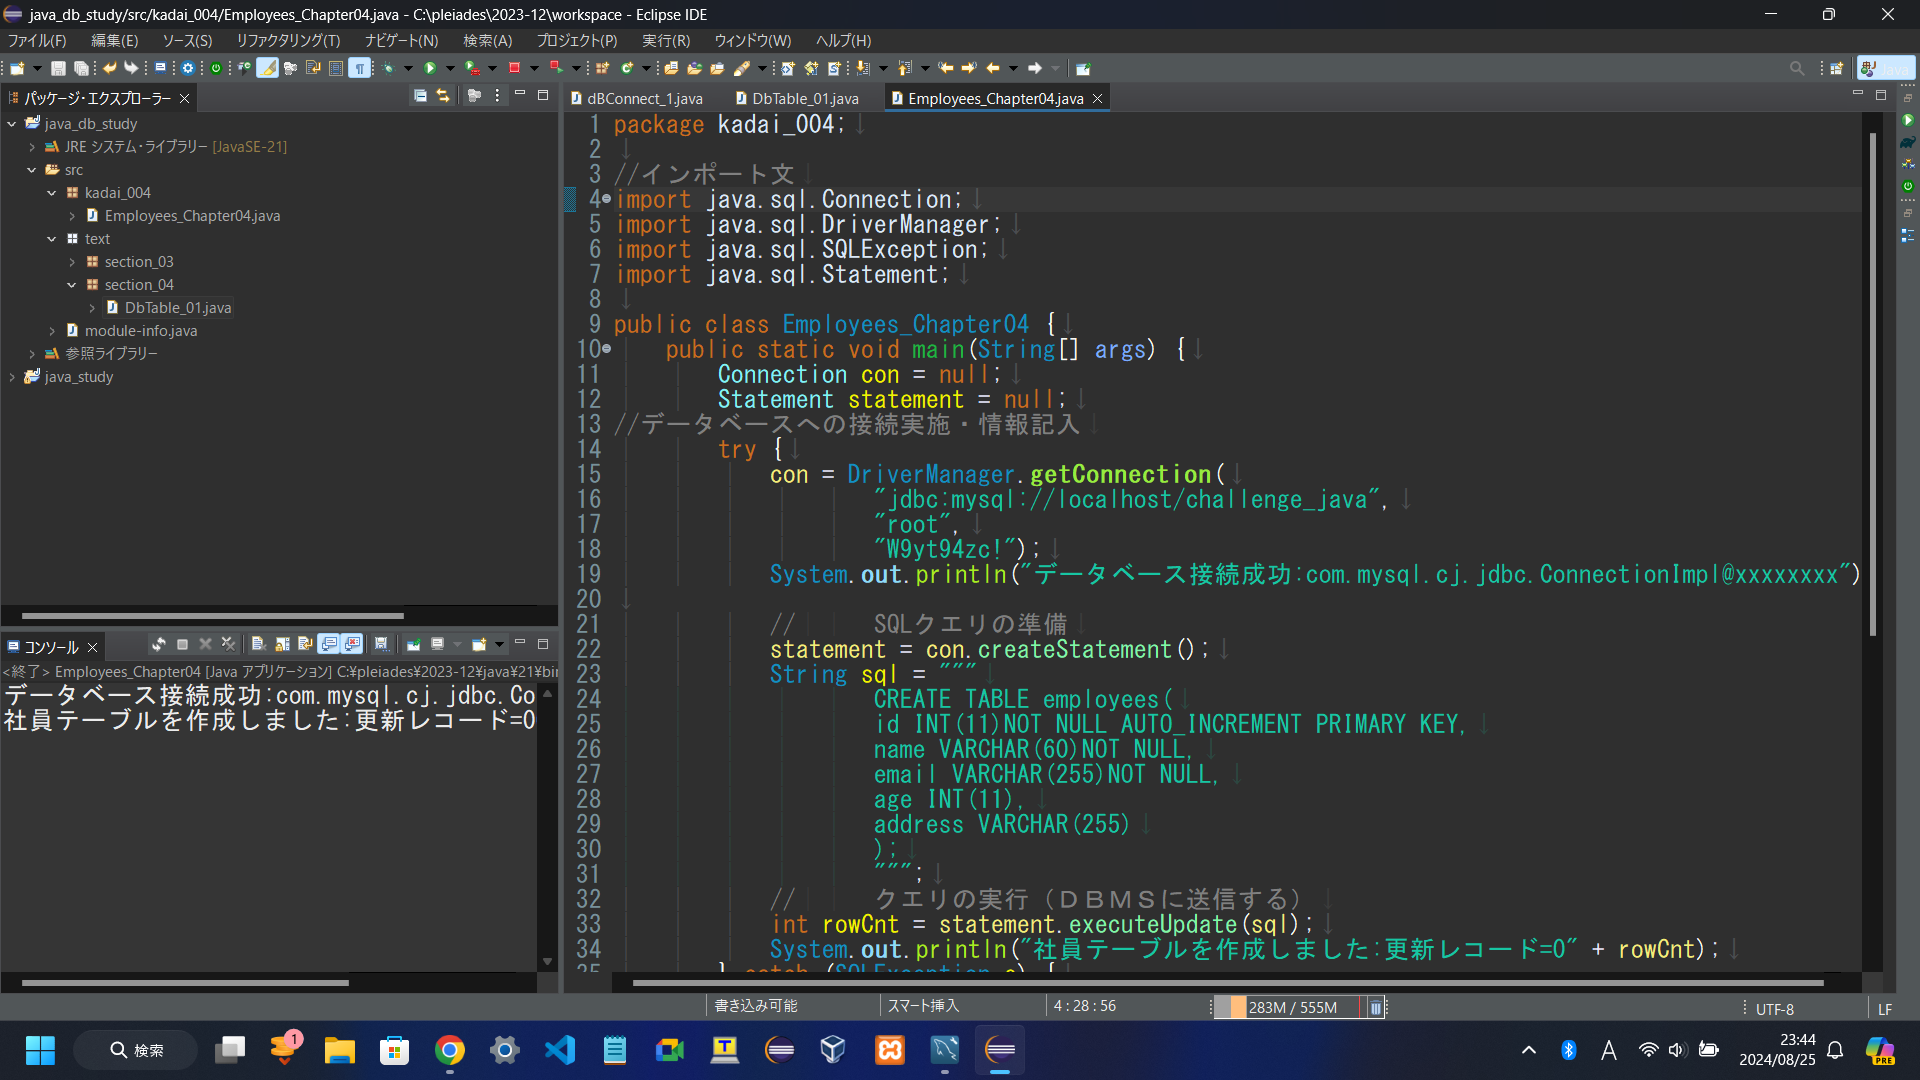 java_db_study/src/kadai_004/Employees_Chapter04.java - C:\pleiades\2023-12\workspace - Eclipse IDE
ファイル(F) 編集(E) ソース(S) リファクタリング(T) ナビゲート(N) 検索(A) プロジェクト(P) 実行(R) ウィンドウ(W) ヘルプ(H)
Java
パッケージ・エクスプローラー
java_db_study
JRE システム・ライブラリー [JavaSE-21]
src
kadai_004
Employees_Chapter04.java
text
section_03
section_04
DbTable_01.java
module-info.java
参照ライブラリー
java_study
dBConnect_1.java DbTable_01.java Employees_Chapter04.java
1 package kadai_004;
2
3 //インポート文
4 import java.sql.Connection;
5 import java.sql.DriverManager;
6 import java.sql.SQLException;
7 import java.sql.Statement;
8
9 public class Employees_Chapter04 {
10 public static void main(String[] args) {
11 Connection con = null;
12 Statement statement = null;
13 //データベースへの接続実施・情報記入
14 try {
15 con = DriverManager.getConnection(
16 "jdbc:mysql://localhost/challenge_java",
17 "root",
18 "W9yt94zc!");
19 System.out.println("データベース接続成功:com.mysql.cj.jdbc.ConnectionImpl@xxxxxxxx")
20
21 // SQLクエリの準備
22 statement = con.createStatement();
23 String sql = """
24 CREATE TABLE employees(
25 id INT(11)NOT NULL AUTO_INCREMENT PRIMARY KEY,
26 name VARCHAR(60)NOT NULL,
27 email VARCHAR(255)NOT NULL,
28 age INT(11),
29 address VARCHAR(255)
30 );
31 """;
32 // クエリの実行（ＤＢＭＳに送信する）
33 int rowCnt = statement.executeUpdate(sql);
34 System.out.println("社員テーブルを作成しました:更新レコード=0" + rowCnt);
35 } catch (SQLException e) {
コンソール
<終了> Employees_Chapter04 [Java アプリケーション] C:¥pleiades¥2023-12¥java¥21¥bin
データベース接続成功:com.mysql.cj.jdbc.Co
社員テーブルを作成しました:更新レコード=0
書き込み可能 スマート挿入 4 : 28 : 56 283M / 555M UTF-8 LF
検索
1
T
A
23:44
2024/08/25
PRE